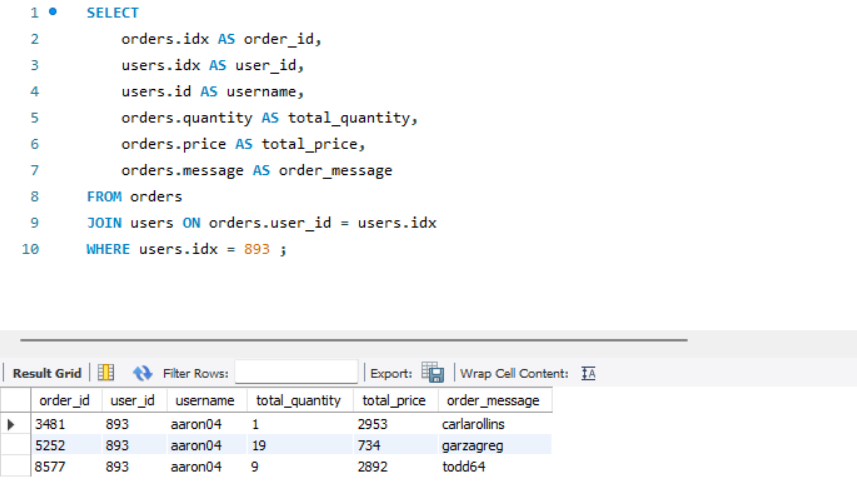 1 SELECT
2 orders.idx AS order_id,
3 users.idx AS user_id,
4 users.id AS username,
5 orders.quantity AS total_quantity,
6 orders.price AS total_price,
7 orders.message AS order_message
8 FROM orders
9 JOIN users ON orders.user_id = users.idx
10 WHERE users.idx = 893 ;
Result Grid Filter Rows: Export: Wrap Cell Content:
order_id user_id username total_quantity total_price order_message
3481 893 aaron04 1 2953 carlarollins
5252 893 aaron04 19 734 garzagreg
8577 893 aaron04 9 2892 todd64